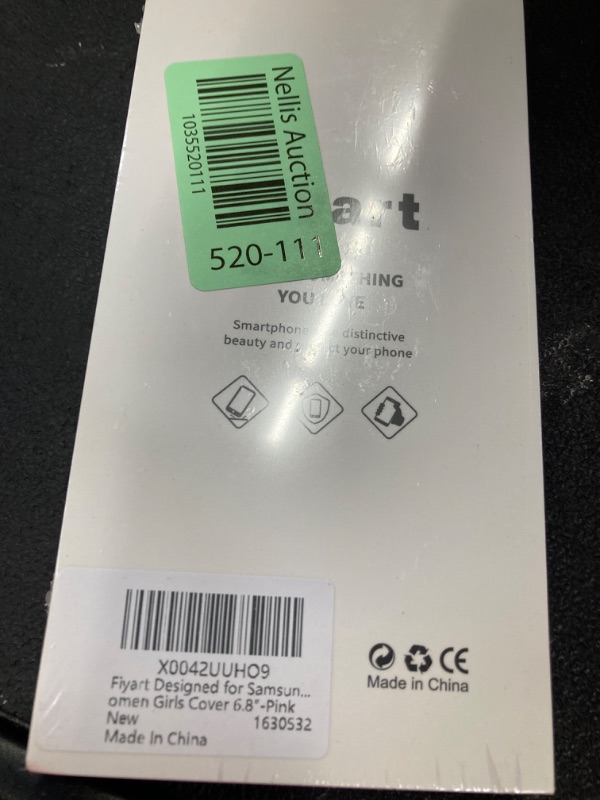 Nellis Auction
1035520111
520-111
art
THING
YOU
Smartphone distinctive
beauty and your phone
X0042UUHO9
Fiyart Designed for Samsun...
omen Girls Cover 6.8"-Pink
New 1630532
Made In China
CE
Made in China